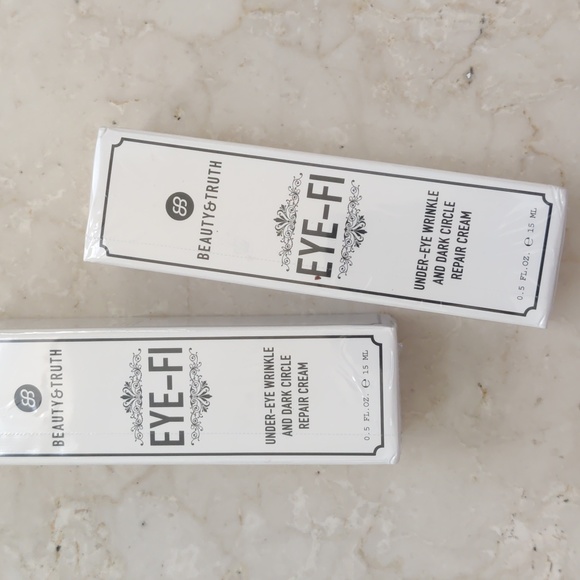 BEAUTY&TRUTH
EYE-FI
UNDER-EYE WRINKLE
AND DARK CIRCLE
REPAIR CREAM
0.5 FL.OZ. ℮ 15 ML
BEAUTY&TRUTH
EYE-FI
UNDER-EYE WRINKLE
AND DARK CIRCLE
REPAIR CREAM
0.5 FL.OZ. ℮ 15 ML